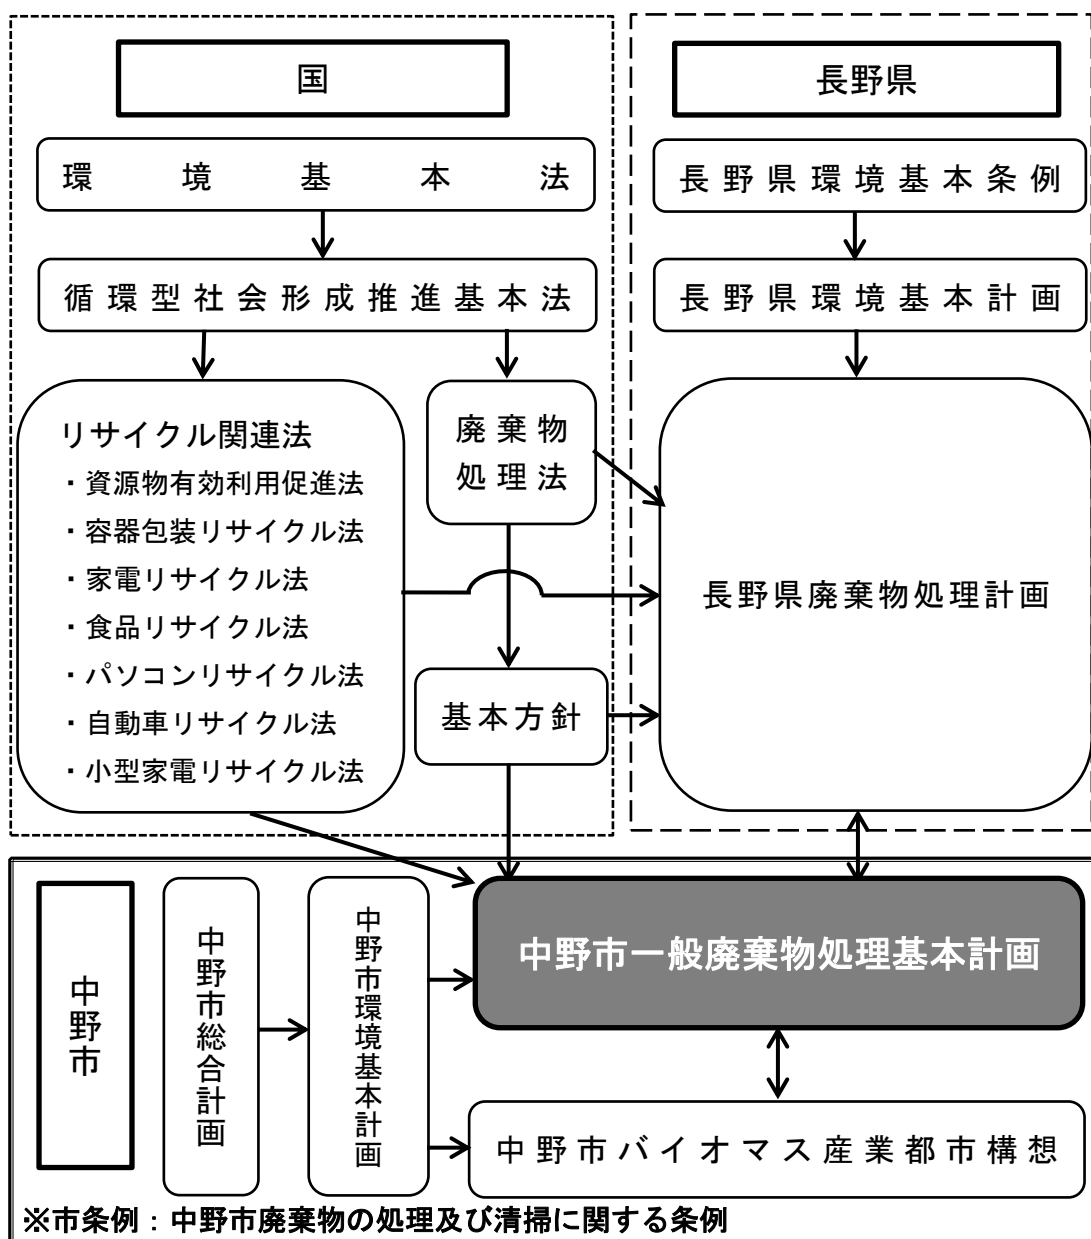 国
環境基本法
循環型社会形成推進基本法
リサイクル関連法
・資源物有効利用促進法
・容器包装リサイクル法
・家電リサイクル法
・食品リサイクル法
・パソコンリサイクル法
・自動車リサイクル法
・小型家電リサイクル法
廃棄物
処理法
基本方針
長野県
長野県環境基本条例
長野県環境基本計画
長野県廃棄物処理計画
中野市
中野市総合計画
中野市環境基本計画
中野市一般廃棄物処理基本計画
中野市バイオマス産業都市構想
※市条例：中野市廃棄物の処理及び清掃に関する条例